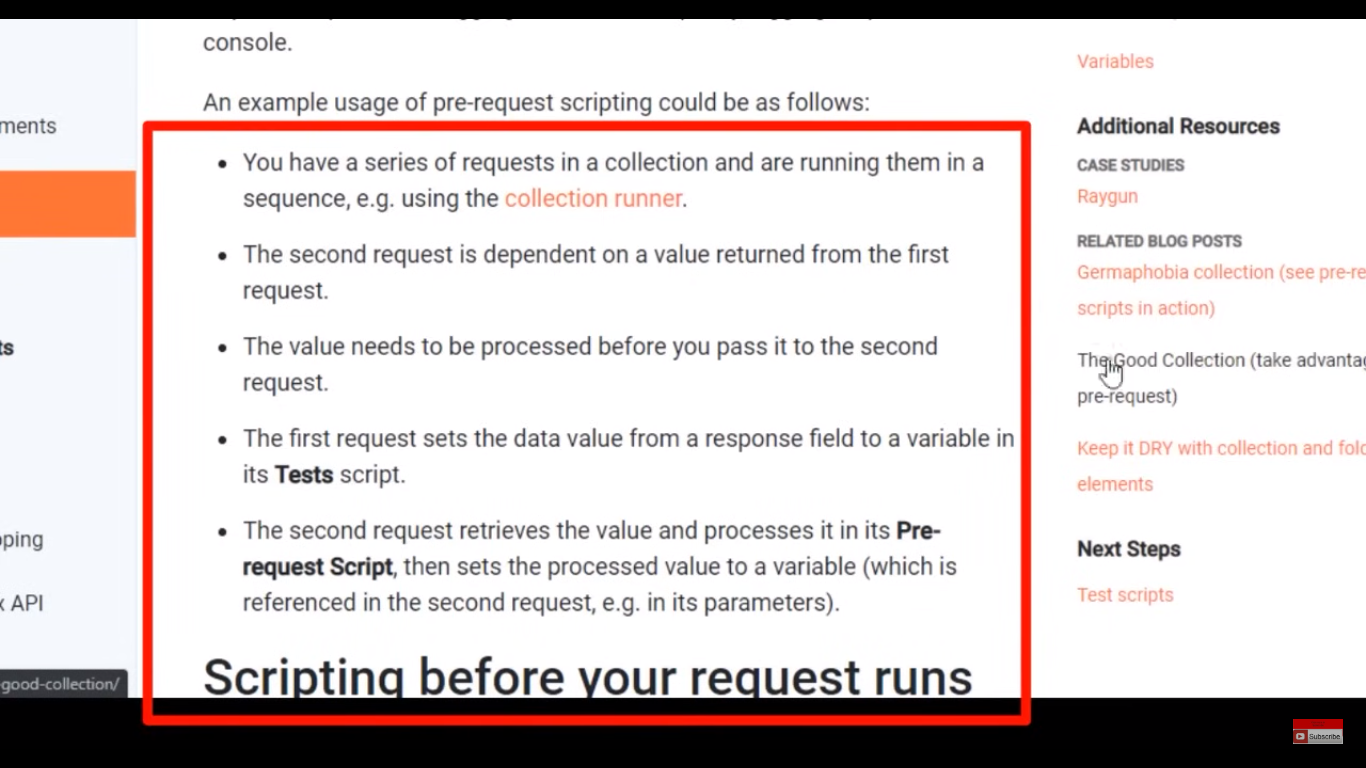 console.
An example usage of pre-request scripting could be as follows:
• You have a series of requests in a collection and are running them in a
sequence, e.g. using the collection runner.
• The second request is dependent on a value returned from the first
request.
• The value needs to be processed before you pass it to the second
request.
• The first request sets the data value from a response field to a variable in
its Tests script.
• The second request retrieves the value and processes it in its Pre-
request Script, then sets the processed value to a variable (which is
referenced in the second request, e.g. in its parameters).
Scripting before your request runs
ments
ts
pping
x API
good-collection/
Variables
Additional Resources
CASE STUDIES
Raygun
RELATED BLOG POSTS
Germaphobia collection (see pre-re
scripts in action)
The Good Collection (take advantag
pre-request)
Keep it DRY with collection and fold
elements
Next Steps
Test scripts
Subscribe